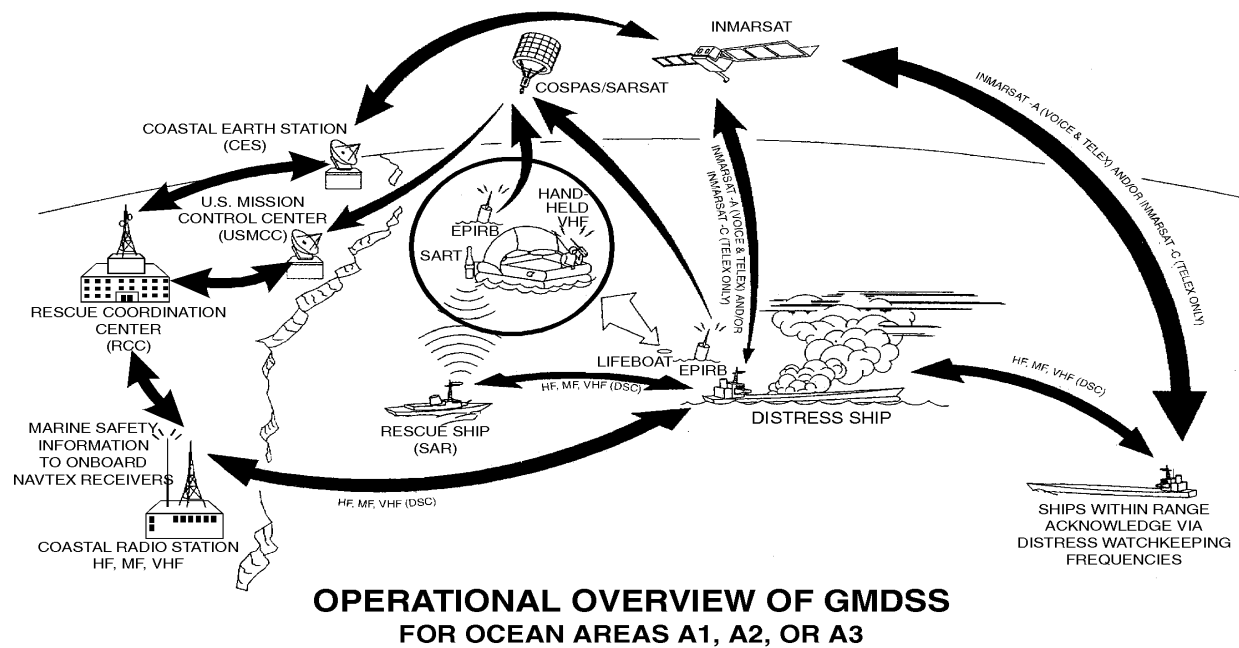 INMARSAT
COSPAS/SARSAT
INMARSAT -A (VOICE & TELEX) AND/OR INMARSAT -C (TELEX ONLY)
COASTAL EARTH STATION
(CES)
INMARSAT -A (VOICE & TELEX) AND/OR
INMARSAT -C (TELEX ONLY)
U.S. MISSION
CONTROL CENTER
(USMCC)
EPIRB
HAND-
HELD
VHF
SART
RESCUE COORDINATION
CENTER
(RCC)
LIFEBOAT
EPIRB
HF, MF, VHF (DSC)
HF, MF, VHF (DSC)
DISTRESS SHIP
RESCUE SHIP
(SAR)
MARINE SAFETY
INFORMATION
TO ONBOARD
NAVTEX RECEIVERS
HF, MF, VHF (DSC)
COASTAL RADIO STATION
HF, MF, VHF
SHIPS WITHIN RANGE
ACKNOWLEDGE VIA
DISTRESS WATCHKEEPING
FREQUENCIES
OPERATIONAL OVERVIEW OF GMDSS
FOR OCEAN AREAS A1, A2, OR A3